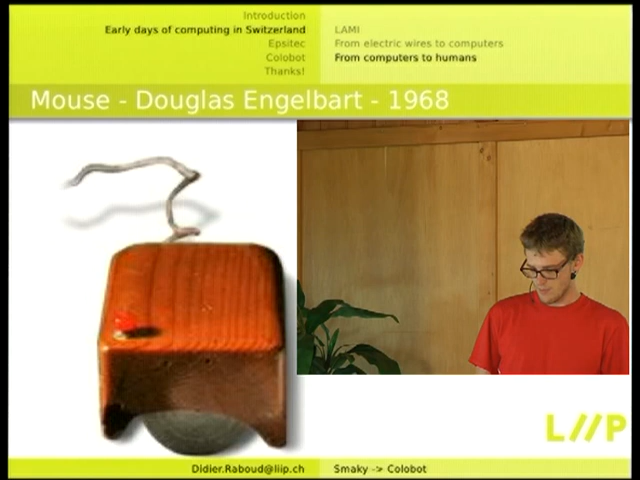 Introduction
Early days of computing in Switzerland
Epsitec
Colobot
Thanks!
LAMI
From electric wires to computers
From computers to humans
Mouse - Douglas Engelbart - 1968
LIIP
Didier.Raboud@liip.ch
Smaky -> Colobot